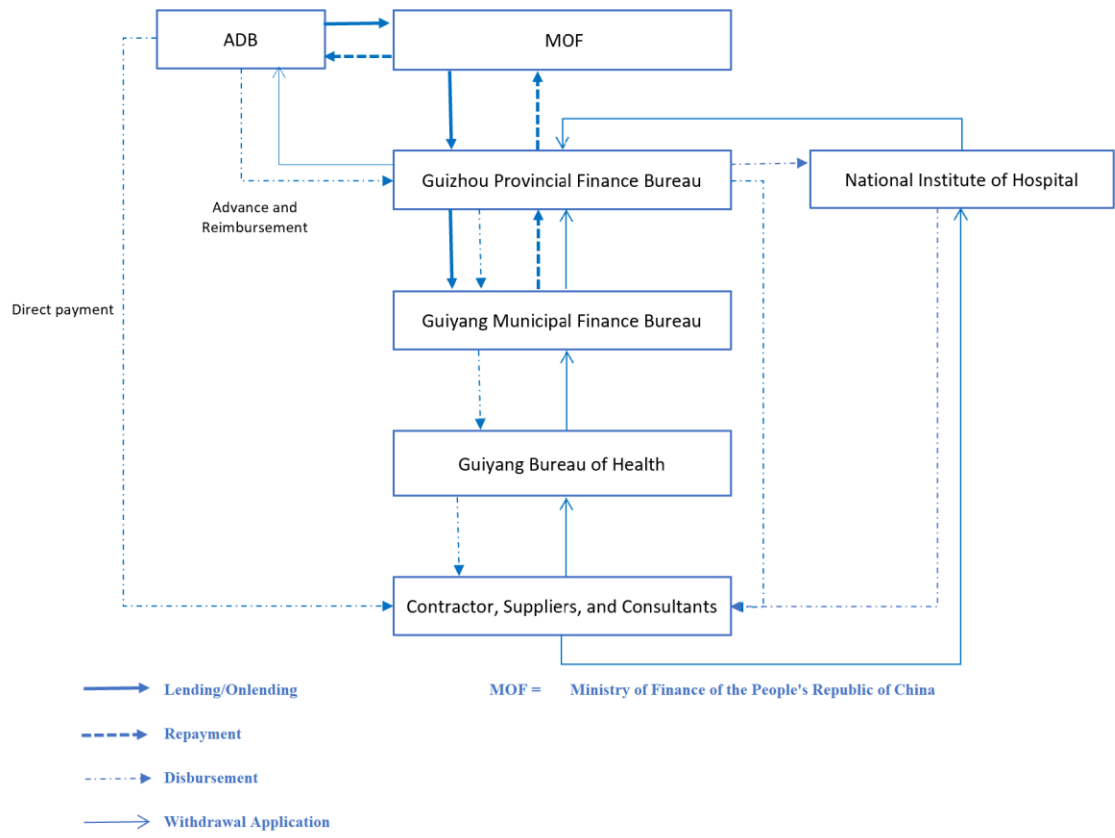 ADB
MOF
Guizhou Provincial Finance Bureau
National Institute of Hospital
Advance and
Reimbursement
Direct payment
Guiyang Municipal Finance Bureau
Guiyang Bureau of Health
Contractor, Suppliers, and Consultants
Lending/Onlending
MOF = Ministry of Finance of the People's Republic of China
Repayment
Disbursement
Withdrawal Application